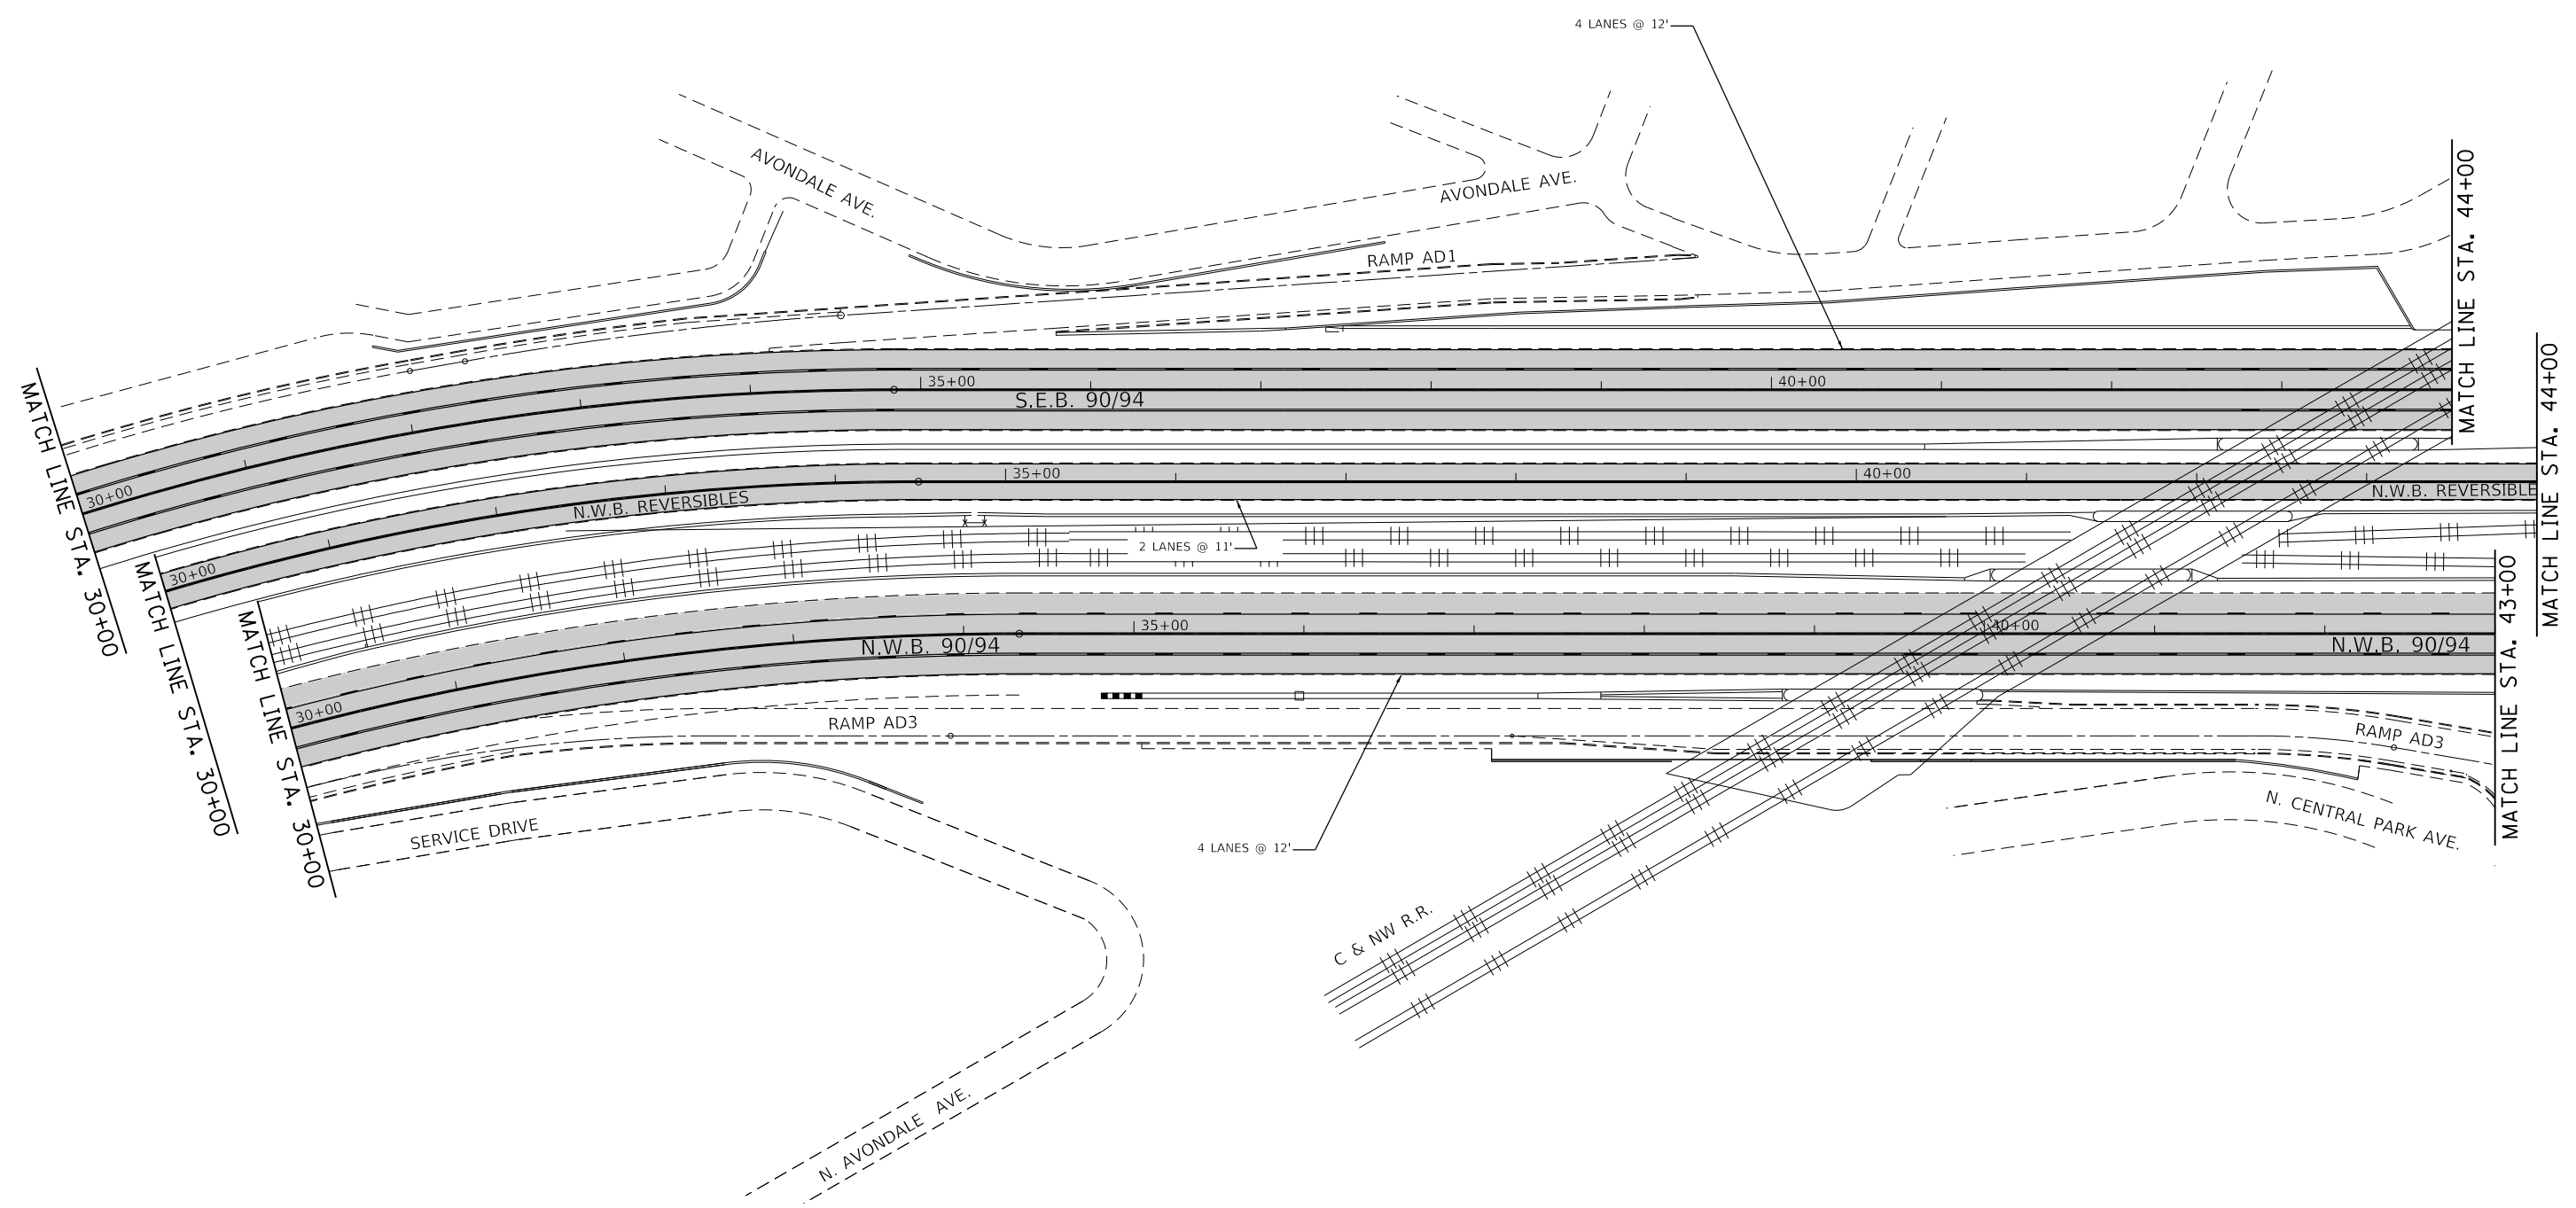 4 LANES @ 12'
AVONDALE AVE.
AVONDALE AVE.
RAMP AD1
MATCH LINE STA. 44+00
MATCH LINE STA. 44+00
35+00
40+00
S.E.B. 90/94
MATCH LINE STA. 30+00
30+00
35+00
40+00
N.W.B. REVERSIBLES
N.W.B. REVERSIBLE
2 LANES @ 11'
30+00
MATCH LINE STA. 30+00
35+00
40+00
N.W.B. 90/94
N.W.B. 90/94
MATCH LINE STA. 43+00
MATCH LINE STA. 30+00
30+00
RAMP AD3
RAMP AD3
SERVICE DRIVE
N. CENTRAL PARK AVE.
4 LANES @ 12'
C & NW R.R.
N. AVONDALE AVE.